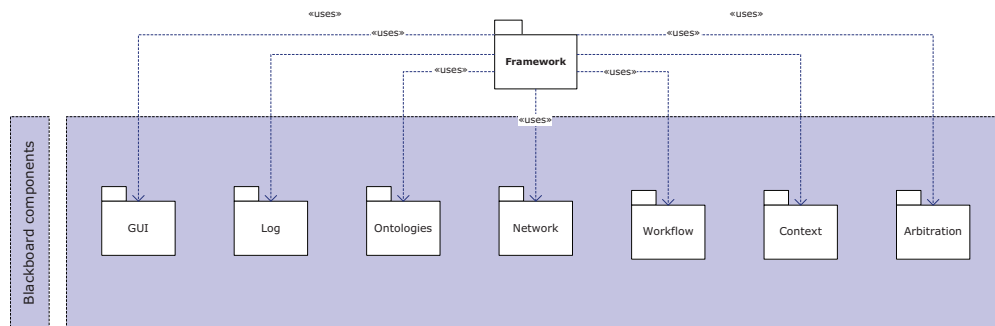 «uses»
«uses»
«uses»
«uses»
Framework
«uses»
«uses»
«uses»
Blackboard components
GUI
Log
Ontologies
Network
Workflow
Context
Arbitration